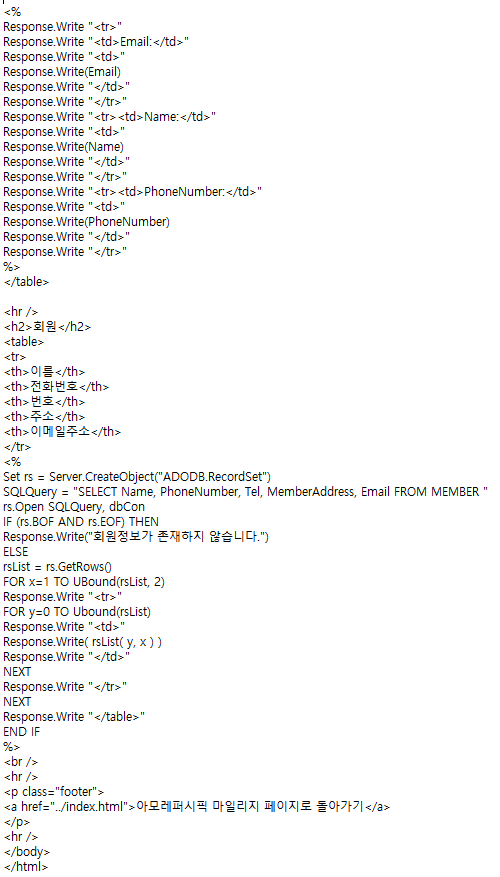 <%
Response.Write "<tr>"
Response.Write "<td>Email:</td>"
Response.Write "<td>"
Response.Write(Email)
Response.Write "</td>"
Response.Write "</tr>"
Response.Write "<tr><td>Name:</td>"
Response.Write "<td>"
Response.Write(Name)
Response.Write "</td>"
Response.Write "</tr>"
Response.Write "<tr><td>PhoneNumber:</td>"
Response.Write "<td>"
Response.Write(PhoneNumber)
Response.Write "</td>"
Response.Write "</tr>"
%>
</table>

<hr />
<h2>회원</h2>
<table>
<tr>
<th>이름</th>
<th>전화번호</th>
<th>번호</th>
<th>주소</th>
<th>이메일주소</th>
</tr>
<%
Set rs = Server.CreateObject("ADODB.RecordSet")
SQLQuery = "SELECT Name, PhoneNumber, Tel, MemberAddress, Email FROM MEMBER "
rs.Open SQLQuery, dbCon
IF (rs.BOF AND rs.EOF) THEN
Response.Write("회원정보가 존재하지 않습니다.")
ELSE
rsList = rs.GetRows()
FOR x=1 TO UBound(rsList, 2)
Response.Write "<tr>"
FOR y=0 TO Ubound(rsList)
Response.Write "<td>"
Response.Write( rsList( y, x ) )
Response.Write "</td>"
NEXT
Response.Write "</tr>"
NEXT
Response.Write "</table>"
END IF
%>
<br />
<hr />
<p class="footer">
<a href="../index.html">아모레퍼시픽 마일리지 페이지로 돌아가기</a>
</p>
<hr />
</body>
</html>